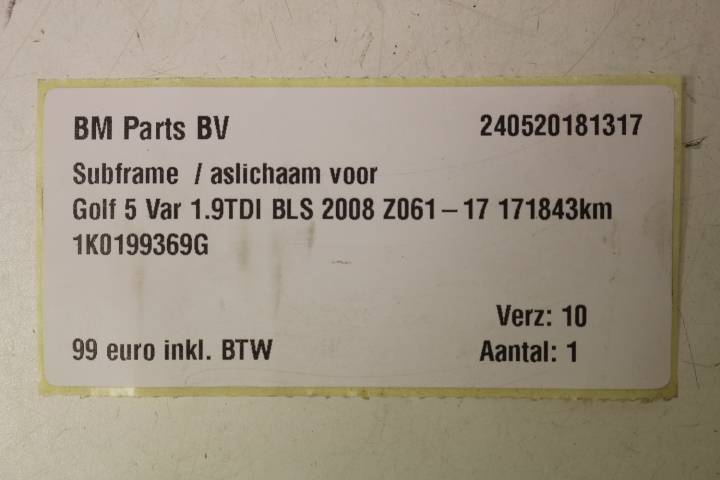 BM Parts BV 240520181317
Subframe / aslichaam voor
Golf 5 Var 1.9TDI BLS 2008 Z061-17 171843km
1K0199369G
Verz: 10
99 euro inkl. BTW Aantal: 1